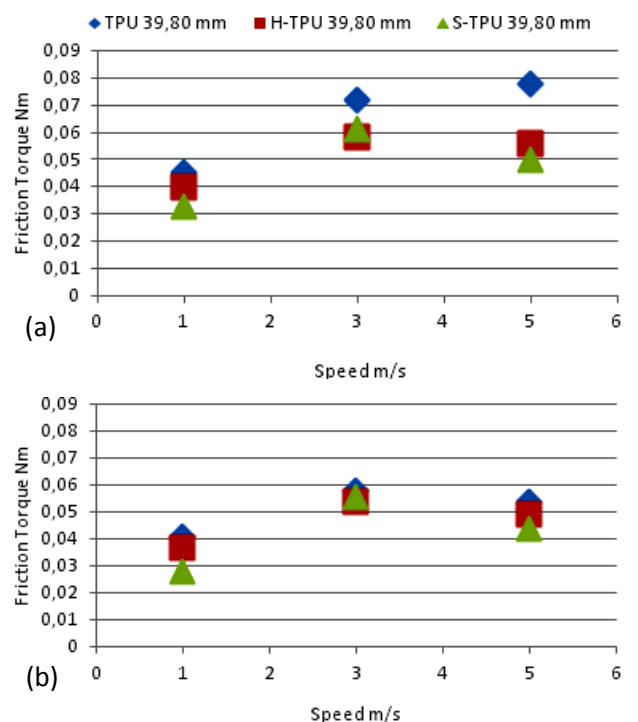 TPU 39,80 mm H-TPU 39,80 mm S-TPU 39,80 mm
0,09
0,08
0,07
0,06
0,05
0,04
0,03
0,02
0,01
0
Friction Torque Nm
(a)
0 1 2 3 4 5 6
Speed m/s
0,09
0,08
0,07
0,06
0,05
0,04
0,03
0,02
0,01
0
Friction Torque Nm
(b)
0 1 2 3 4 5 6
Speed m/s